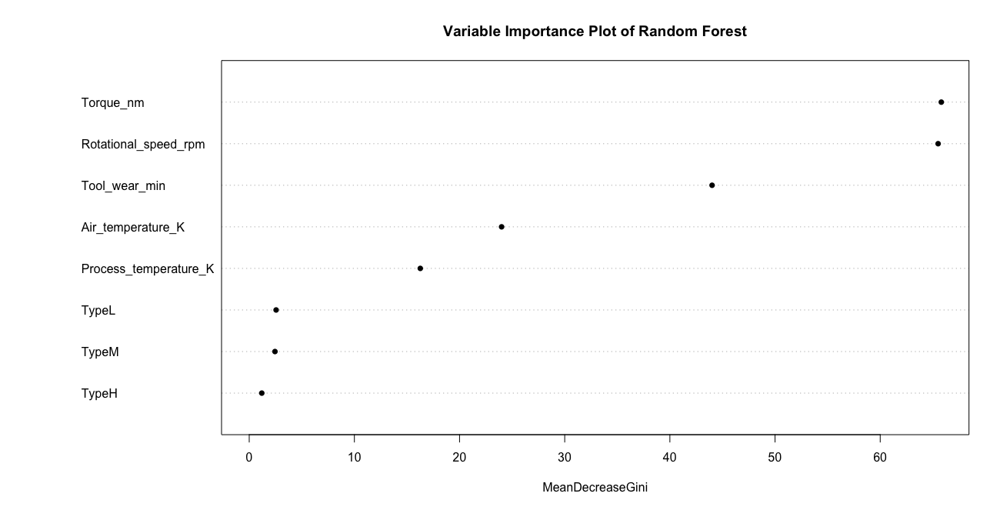 Variable Importance Plot of Random Forest
Torque_nm
Rotational_speed_rpm
Tool_wear_min
Air_temperature_K
Process_temperature_K
TypeL
TypeM
TypeH
0 10 20 30 40 50 60
MeanDecreaseGini